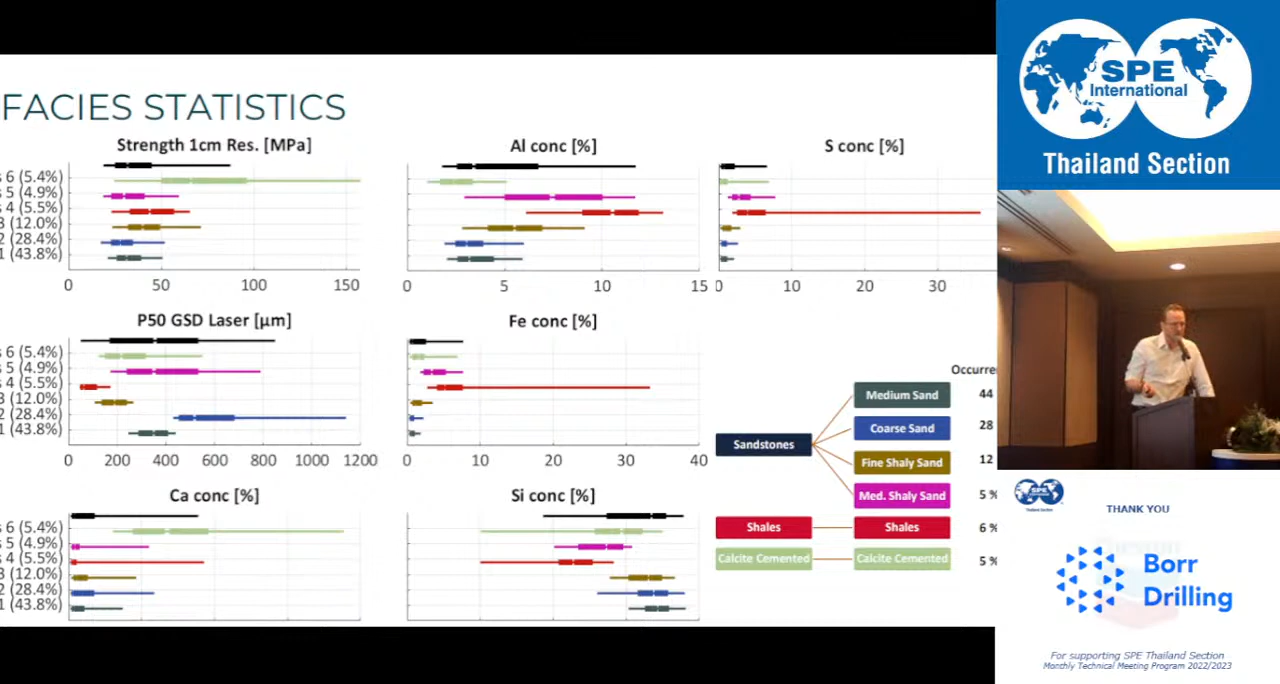 FACIES STATISTICS
Strength 1cm Res. [MPa]
s 6 (5.4%)
s 5 (4.9%)
s 4 (5.5%)
3 (12.0%)
2 (28.4%)
1 (43.8%)
0 50 100 150
Al conc [%]
0 5 10 15
S conc [%]
0 10 20 30
P50 GSD Laser [µm]
s 6 (5.4%)
s 5 (4.9%)
s 4 (5.5%)
3 (12.0%)
2 (28.4%)
1 (43.8%)
0 200 400 600 800 1000 1200
Fe conc [%]
0 10 20 30 40
Ca conc [%]
s 6 (5.4%)
s 5 (4.9%)
s 4 (5.5%)
3 (12.0%)
2 (28.4%)
1 (43.8%)
Si conc [%]
Occurre
Sandstones
Medium Sand 44
Coarse Sand 28
Fine Shaly Sand 12
Med. Shaly Sand 5 %
Shales Shales 6 %
Calcite Cemented Calcite Cemented 5 %
SPE
International
Thailand Section
SPE
THANK YOU
Borr
Drilling
For supporting SPE Thailand Section
Monthly Technical Meeting Program 2022/2023